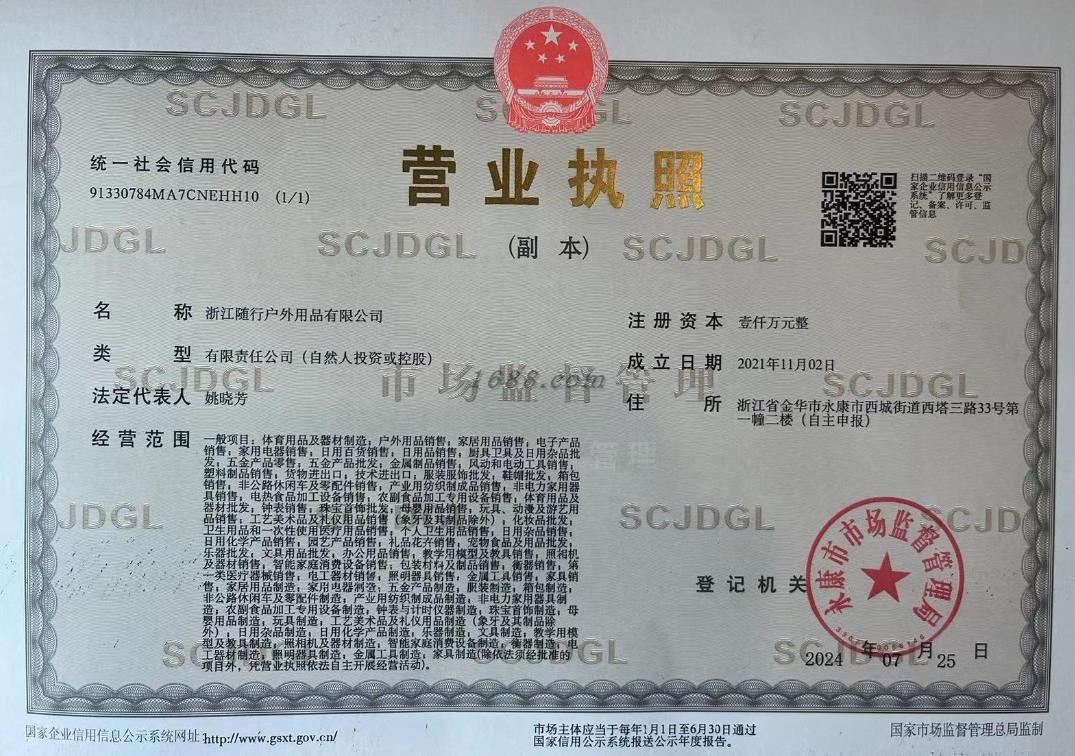 SCJDGL
统一社会信用代码
91330784MA7CNEHH10 (1/1)
营业执照
(副 本)
扫描二维码登录“国
家企业信用信息公示
系统”了解更多登
记、备案、许可、监
管信息
JDGL SCJDGL SCJDGL SCJD
名 称 浙江随行户外用品有限公司
类 型 有限责任公司（自然人投资或控股）
法定代表人 姚晓芳
注册资本 壹仟万元整
成立日期 2021年11月02日
住 所 浙江省金华市永康市西城街道西塔三路33号第
一幢二楼（自主申报）
SCJDGL 市场监督管理 SCJDGL
1688.com
经营范围 一般项目：体育用品及器材制造；户外用品销售；家居用品销售；电子产品
销售；家用电器销售；日用百货销售；日用品销售；厨具卫具及日用杂品批
发；五金产品零售；五金产品批发；金属制品销售；风动和电动工具销售；
塑料制品销售；货物进出口；技术进出口；服装服饰批发；鞋帽批发；箱包
销售；非公路休闲车及零配件销售；产业用纺织制成品销售；非电力家用器
具销售；电热食品加工设备销售；农副食品加工专用设备销售；体育用品及
器材批发；钟表销售；珠宝首饰批发；母婴用品销售；玩具、动漫及游艺用
品销售；工艺美术品及礼仪用品销售（象牙及其制品除外）；化妆品批发；
卫生用品和一次性使用医疗用品销售；个人卫生用品销售；日用杂品销售；
日用化学产品销售；园艺产品销售；礼品花卉销售；宠物食品及用品批发；
乐器批发；文具用品批发；办公用品销售；教学用模型及教具销售；照相机
及器材销售；智能家庭消费设备销售；包装材料及制品销售；衡器销售；第
一类医疗器械销售；电工器材销售；照明器具销售；金属工具销售；家具销售
；家居用品制造；家用电器制造；五金产品制造；服装制造；箱包制造；
非公路休闲车及零配件制造；产业用纺织制成品制造；非电力家用器具制
造；农副食品加工专用设备制造；钟表与计时仪器制造；珠宝首饰制造；母
婴用品制造；玩具制造；工艺美术品及礼仪用品制造（象牙及其制品除
外）；日用杂品制造；日用化学产品制造；乐器制造；文具制造；教学用模
型及教具制造；照相机及器材制造；智能家庭消费设备制造；衡器制造；电
工器材制造；照明器具制造；金属工具制造；家具制造(除依法须经批准的
项目外，凭营业执照依法自主开展经营活动)。
登记机关
永康市市场监督管理局
2024 年 07 月 25 日
国家企业信用信息公示系统网址:http://www.gsxt.gov.cn/
市场主体应当于每年1月1日至6月30日通过
国家信用公示系统报送公示年度报告。
国家市场监督管理总局监制